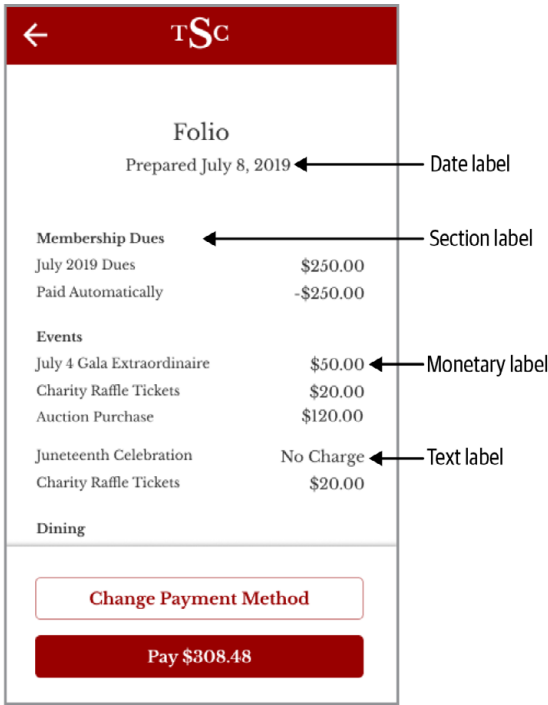 TSC
Folio
Prepared July 8, 2019
Date label
Membership Dues
Section label
July 2019 Dues $250.00
Paid Automatically -$250.00
Events
July 4 Gala Extraordinaire $50.00
Monetary label
Charity Raffle Tickets $20.00
Auction Purchase $120.00
Juneteenth Celebration No Charge
Text label
Charity Raffle Tickets $20.00
Dining
Change Payment Method
Pay $308.48